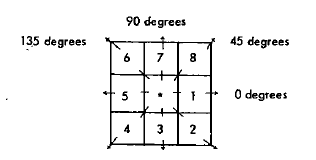 90 degrees
135 degrees 45 degrees
6 7 8
5 * 1 0 degrees
4 3 2